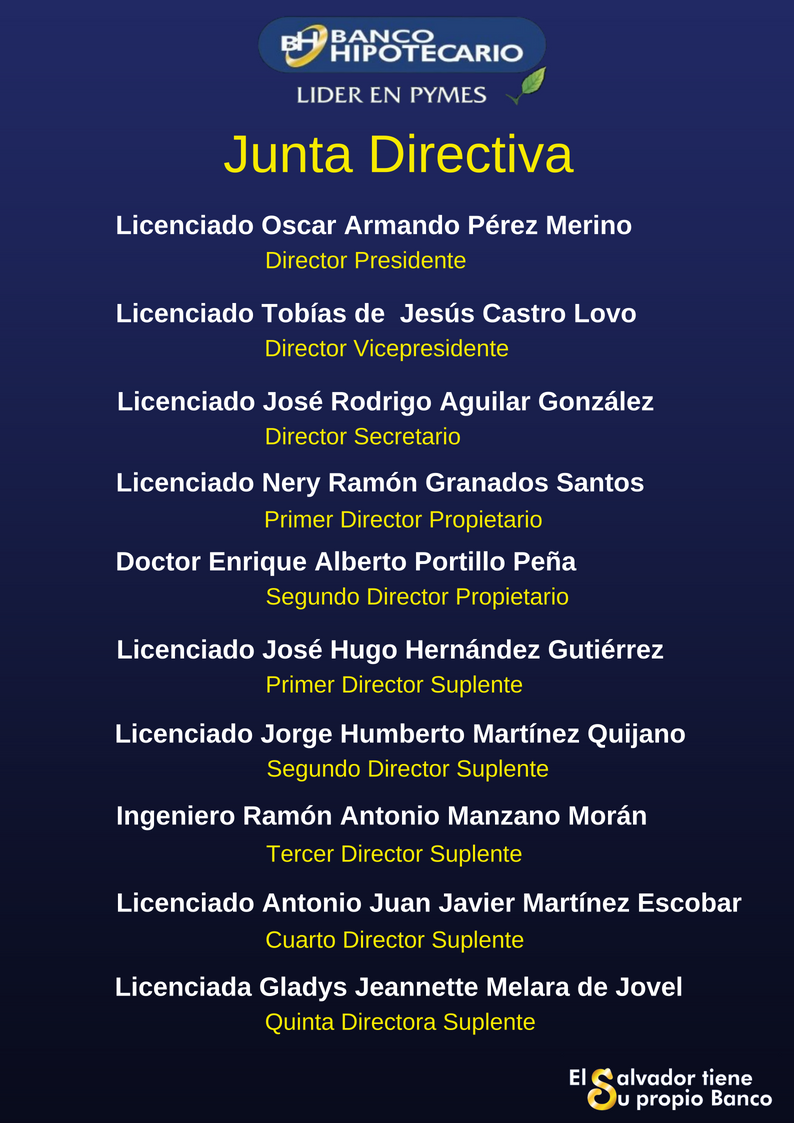 BH BANCO
HIPOTECARIO
LIDER EN PYMES
Junta Directiva
Licenciado Oscar Armando Pérez Merino
Director Presidente
Licenciado Tobías de  Jesús Castro Lovo
Director Vicepresidente
Licenciado José Rodrigo Aguilar González
Director Secretario
Licenciado Nery Ramón Granados Santos
Primer Director Propietario
Doctor Enrique Alberto Portillo Peña
Segundo Director Propietario
Licenciado José Hugo Hernández Gutiérrez
Primer Director Suplente
Licenciado Jorge Humberto Martínez Quijano
Segundo Director Suplente
Ingeniero Ramón Antonio Manzano Morán
Tercer Director Suplente
Licenciado Antonio Juan Javier Martínez Escobar
Cuarto Director Suplente
Licenciada Gladys Jeannette Melara de Jovel
Quinta Directora Suplente
El Salvador tiene
Su propio Banco